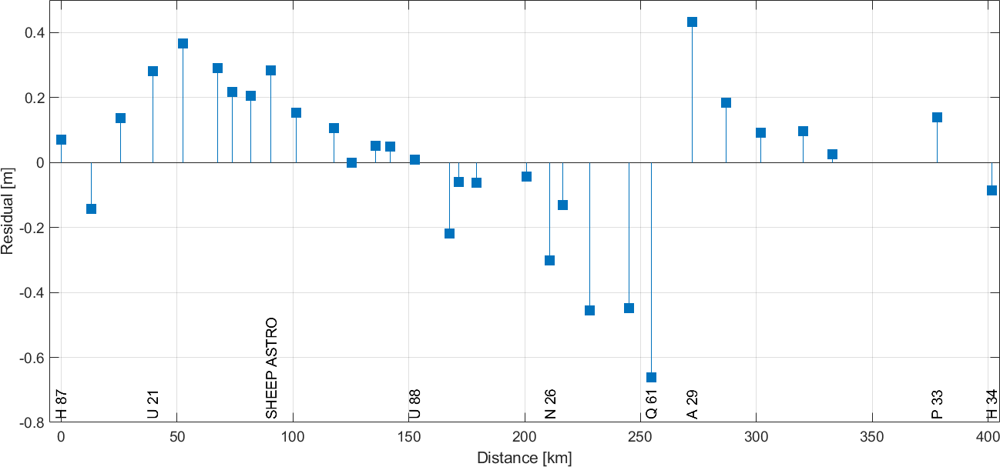 0.4
0.2
0
-0.2
-0.4
-0.6
-0.8
Residual [m]
H 87
U 21
SHEEP ASTRO
U 88
N 26
Q 61
A 29
P 33
H 34
0 50 100 150 200 250 300 350 400
Distance [km]